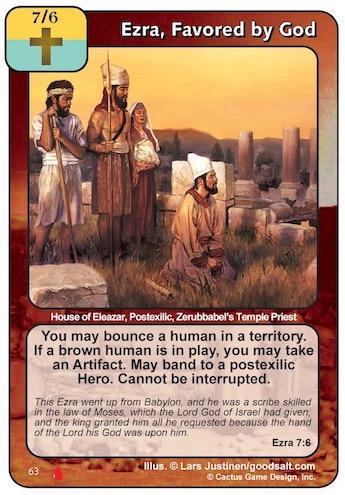 7/6
Ezra, Favored by God
House of Eleazar, Postexilic, Zerubbabel's Temple Priest
You may bounce a human in a territory.
If a brown human is in play, you may take
an Artifact. May band to a postexilic
Hero. Cannot be interrupted.
This Ezra went up from Babylon, and he was a scribe skilled
in the law of Moses, which the Lord God of Israel had given;
and the king granted him all he requested because the hand
of the Lord his God was upon him.
Ezra 7:6
63
Illus. © Lars Justinen/goodsalt.com
© Cactus Game Design, Inc.